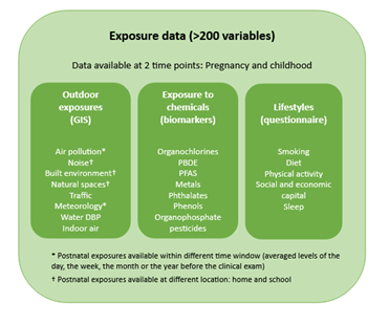 Exposure data (>200 variables)
Data available at 2 time points: Pregnancy and childhood
Outdoor
exposures
(GIS)
Air pollution*
Noise†
Built environment†
Natural spaces†
Traffic
Meteorology*
Water DBP
Indoor air
Exposure to
chemicals
(biomarkers)
Organochlorines
PBDE
PFAS
Metals
Phthalates
Phenols
Organophosphate
pesticides
Lifestyles
(questionnaire)
Smoking
Diet
Physical activity
Social and economic
capital
Sleep
* Postnatal exposures available within different time window (averaged levels of
the day, the week, the month or the year before the clinical exam)
† Postnatal exposures available at different location: home and school